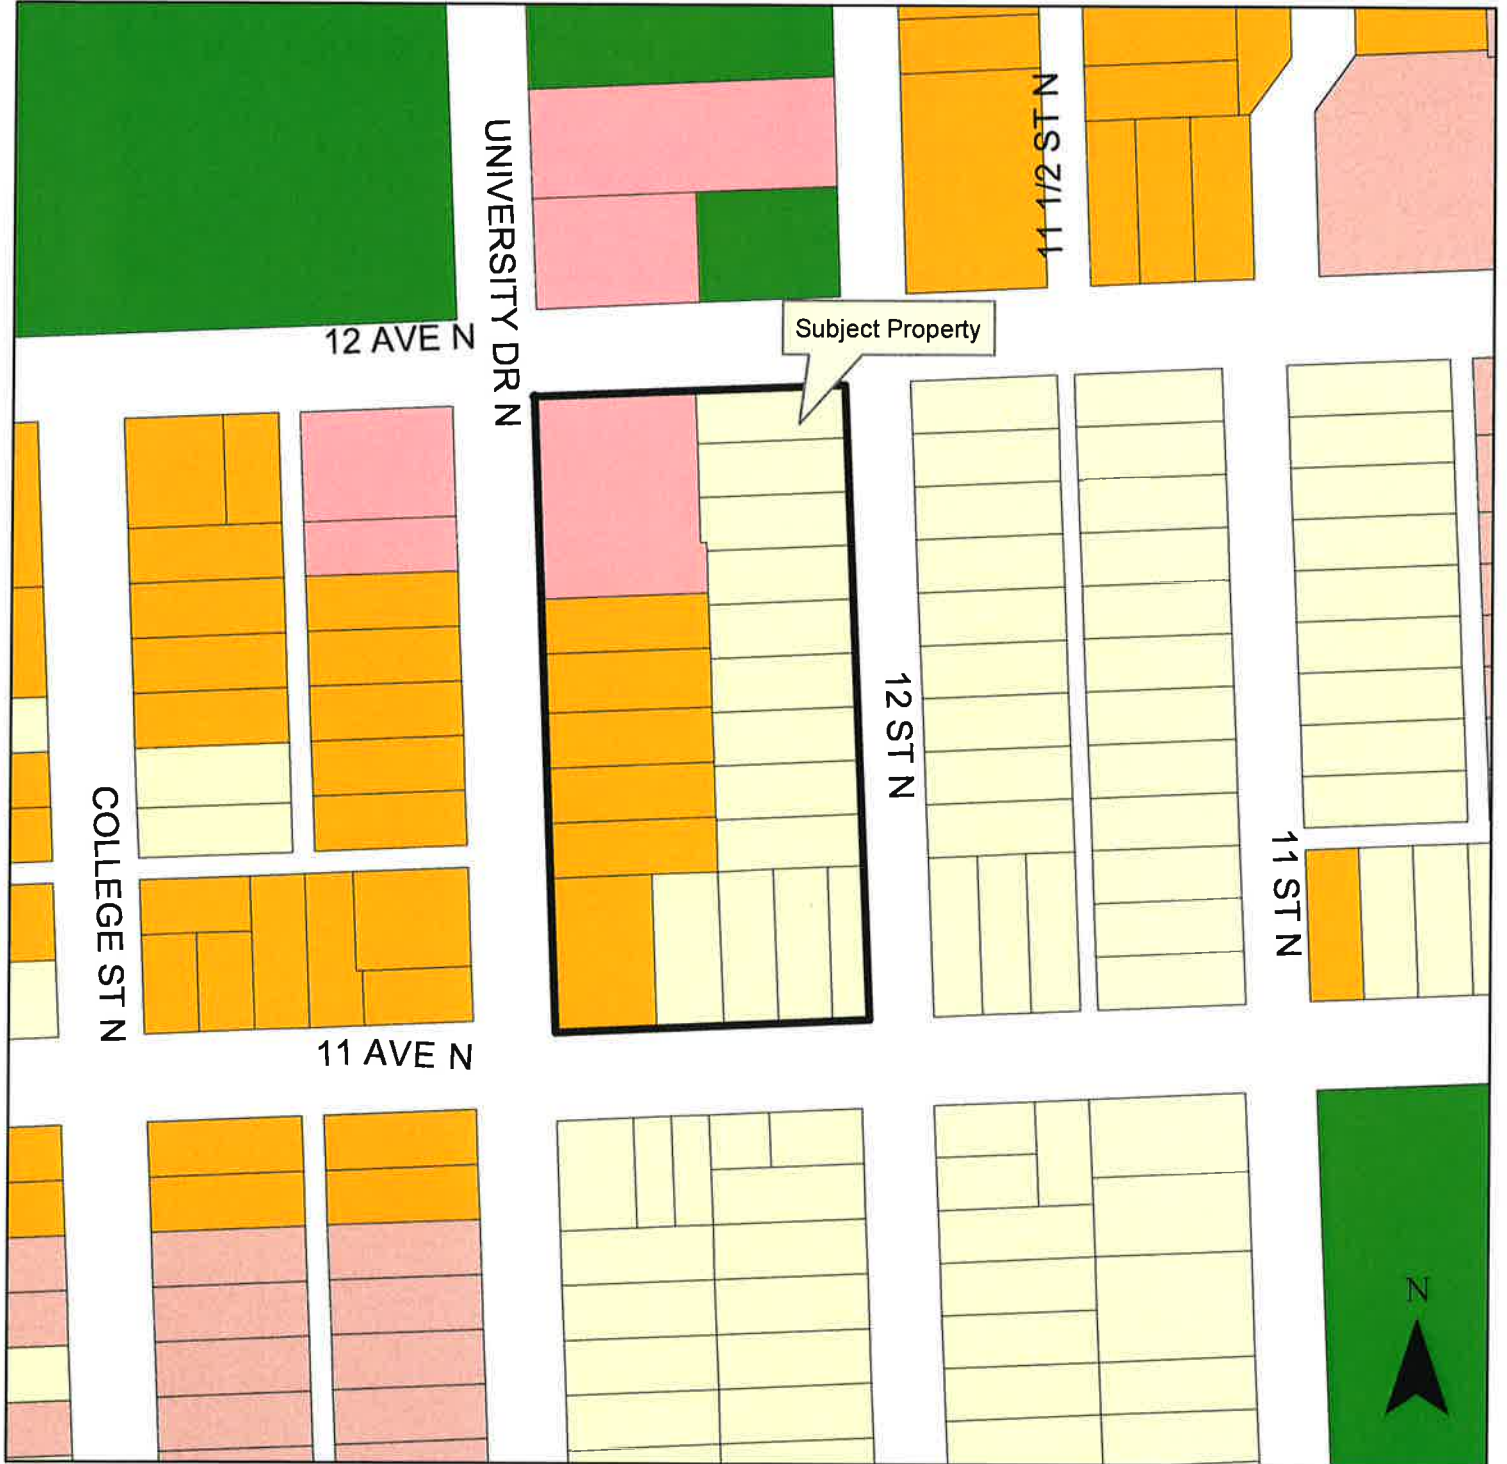 11 1/2 ST N
UNIVERSITY DR N
12 AVE N
Subject Property
12 ST N
COLLEGE ST N
11 ST N
11 AVE N
N